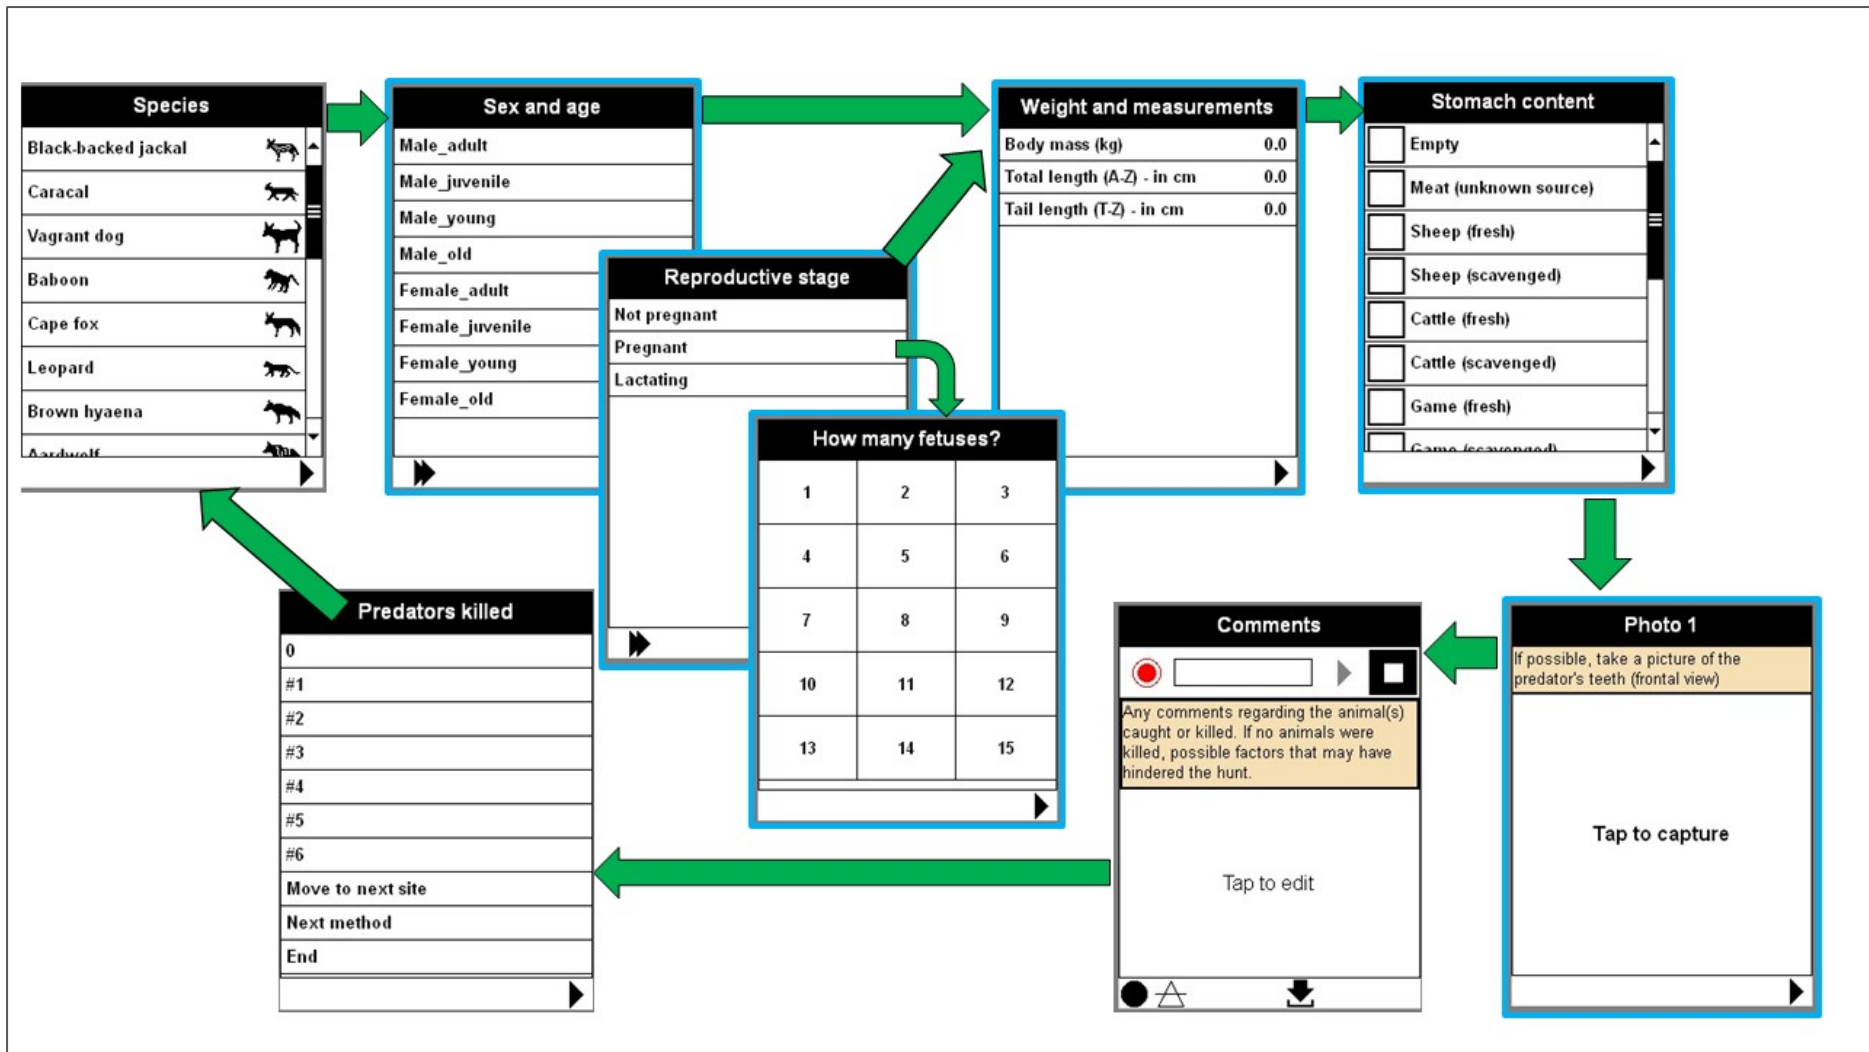 Species
Black-backed jackal
Caracal
Vagrant dog
Baboon
Cape fox
Leopard
Brown hyaena
Aardwolf
Sex and age
Male_adult
Male_juvenile
Male_young
Male_old
Female_adult
Female_juvenile
Female_young
Female_old
Reproductive stage
Not pregnant
Pregnant
Lactating
How many fetuses?
1 2 3
4 5 6
7 8 9
10 11 12
13 14 15
Weight and measurements
Body mass (kg) 0.0
Total length (A-Z) - in cm 0.0
Tail length (T-Z) - in cm 0.0
Stomach content
Empty
Meat (unknown source)
Sheep (fresh)
Sheep (scavenged)
Cattle (fresh)
Cattle (scavenged)
Game (fresh)
Game (scavenged)
Photo 1
If possible, take a picture of the
predator's teeth (frontal view)
Tap to capture
Comments
Any comments regarding the animal(s)
caught or killed. If no animals were
killed, possible factors that may have
hindered the hunt.
Tap to edit
Predators killed
0
#1
#2
#3
#4
#5
#6
Move to next site
Next method
End